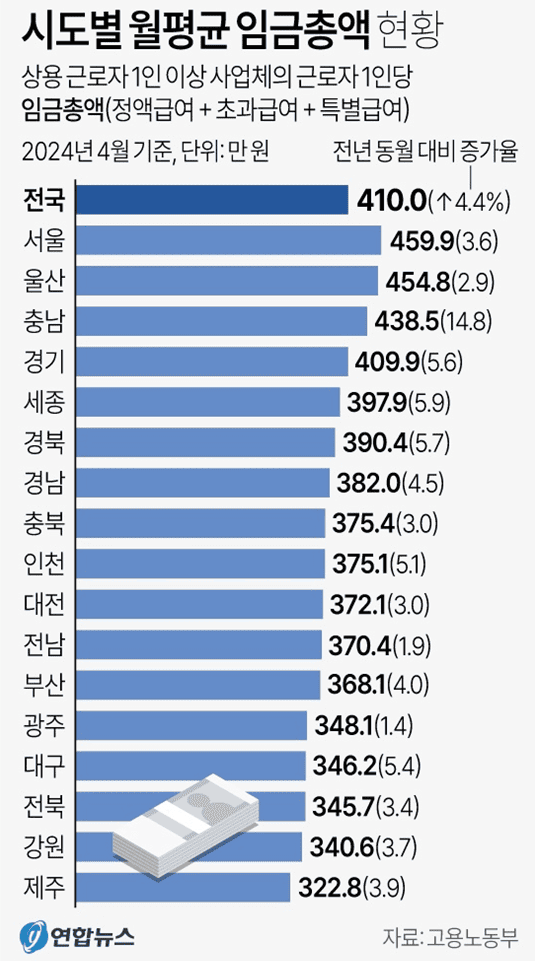 시도별 월평균 임금총액 현황
상용 근로자 1인 이상 사업체의 근로자 1인당
임금총액(정액급여 + 초과급여 + 특별급여)
2024년 4월 기준, 단위: 만 원 전년 동월 대비 증가율
전국 410.0(↑4.4%)
서울 459.9(3.6)
울산 454.8(2.9)
충남 438.5(14.8)
경기 409.9(5.6)
세종 397.9(5.9)
경북 390.4(5.7)
경남 382.0(4.5)
충북 375.4(3.0)
인천 375.1(5.1)
대전 372.1(3.0)
전남 370.4(1.9)
부산 368.1(4.0)
광주 348.1(1.4)
대구 346.2(5.4)
전북 345.7(3.4)
강원 340.6(3.7)
제주 322.8(3.9)
y 연합뉴스 자료: 고용노동부